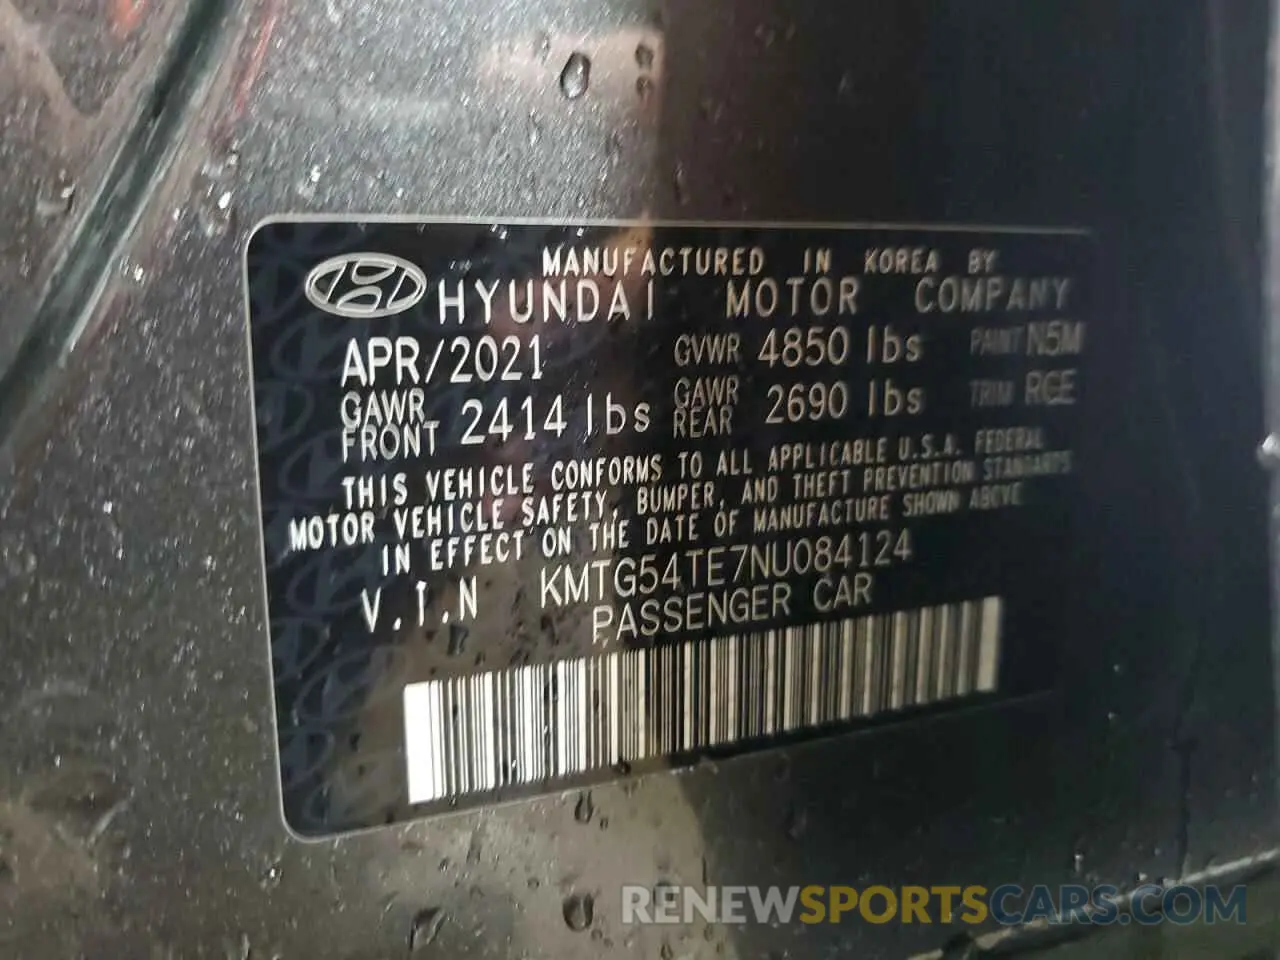 MANUFACTURED IN KOREA BY
HYUNDAI MOTOR COMPANY
APR/2021 GVWR 4850 lbs PAINT N5M
GAWR FRONT 2414 lbs GAWR REAR 2690 lbs TRIM RGE
THIS VEHICLE CONFORMS TO ALL APPLICABLE U.S.A. FEDERAL
MOTOR VEHICLE SAFETY, BUMPER, AND THEFT PREVENTION STANDARDS
IN EFFECT ON THE DATE OF MANUFACTURE SHOWN ABOVE
V.I.N KMTG54TE7NU084124
PASSENGER CAR
RENEWSPORTSCARS.COM